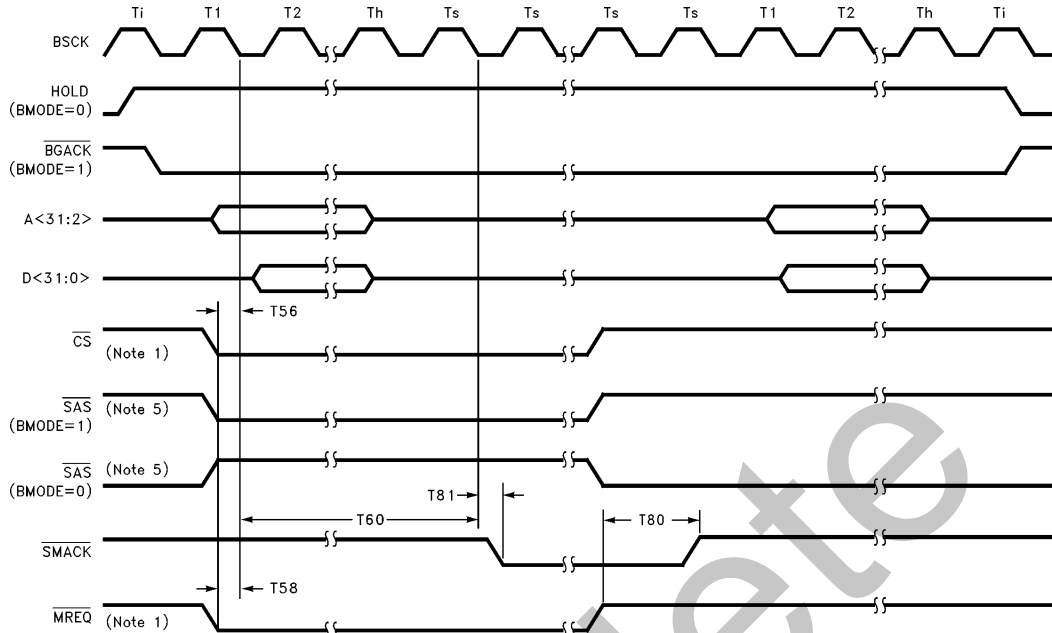 Ti T1 T2 Th Ts Ts Ts Ts T1 T2 Th Ti
BSCK
HOLD
(BMODE=0)
BGACK
(BMODE=1)
A<31:2>
D<31:0>
T56
CS (Note 1)
SAS (Note 5)
(BMODE=1)
SAS (Note 5)
(BMODE=0)
T81
T60
T80
SMACK
T58
MREQ (Note 1)